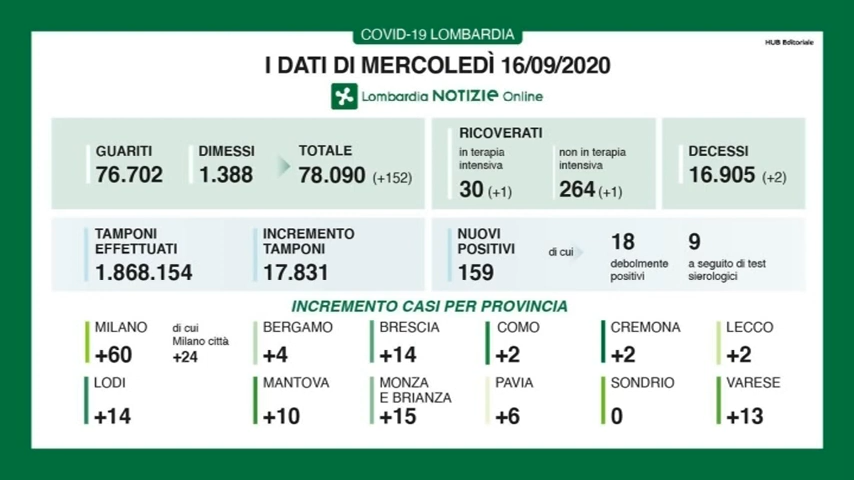 COVID-19 LOMBARDIA
HUB Editoriale
I DATI DI MERCOLEDÌ 16/09/2020
Lombardia NOTIZIE Online
GUARITI
76.702
DIMESSI
1.388
TOTALE
78.090 (+152)
RICOVERATI
in terapia
intensiva
30 (+1)
non in terapia
intensiva
264 (+1)
DECESSI
16.905 (+2)
TAMPONI
EFFETTUATI
1.868.154
INCREMENTO
TAMPONI
17.831
NUOVI
POSITIVI
159
di cui
18
debolmente
positivi
9
a seguito di test
sierologici
INCREMENTO CASI PER PROVINCIA
MILANO
+60
di cui
Milano città
+24
BERGAMO
+4
BRESCIA
+14
COMO
+2
CREMONA
+2
LECCO
+2
LODI
+14
MANTOVA
+10
MONZA
E BRIANZA
+15
PAVIA
+6
SONDRIO
0
VARESE
+13